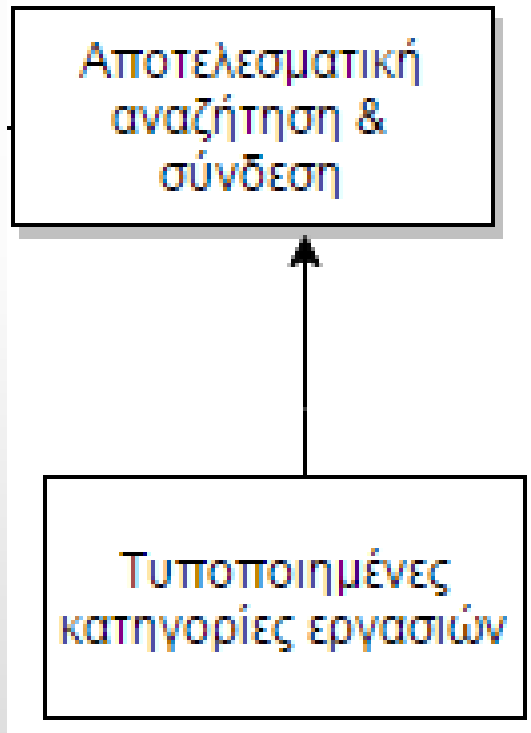 Αποτελεσματική
αναζήτηση &
σύνδεση
Τυποποιημένες
κατηγορίες εργασιών